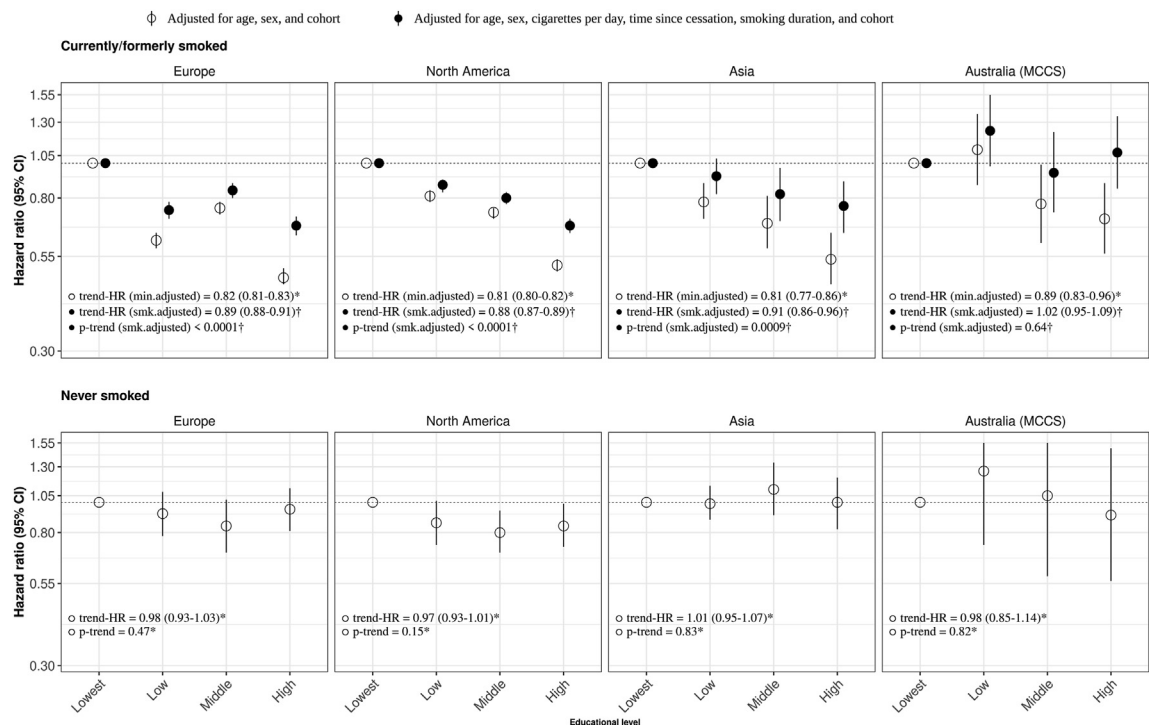 Adjusted for age, sex, and cohort
Adjusted for age, sex, cigarettes per day, time since cessation, smoking duration, and cohort
Currently/formerly smoked
Europe
North America
Asia
Australia (MCCS)
Hazard ratio (95% CI)
1.55
1.30
1.05
0.80
0.55
0.30
trend-HR (min.adjusted) = 0.82 (0.81-0.83)*
trend-HR (smk.adjusted) = 0.89 (0.88-0.91)†
p-trend (smk.adjusted) < 0.0001†
trend-HR (min.adjusted) = 0.81 (0.80-0.82)*
trend-HR (smk.adjusted) = 0.88 (0.87-0.89)†
p-trend (smk.adjusted) < 0.0001†
trend-HR (min.adjusted) = 0.81 (0.77-0.86)*
trend-HR (smk.adjusted) = 0.91 (0.86-0.96)†
p-trend (smk.adjusted) = 0.0009†
trend-HR (min.adjusted) = 0.89 (0.83-0.96)*
trend-HR (smk.adjusted) = 1.02 (0.95-1.09)†
p-trend (smk.adjusted) = 0.64†
Never smoked
Europe
North America
Asia
Australia (MCCS)
Hazard ratio (95% CI)
1.55
1.30
1.05
0.80
0.55
0.30
trend-HR = 0.98 (0.93-1.03)*
p-trend = 0.47*
trend-HR = 0.97 (0.93-1.01)*
p-trend = 0.15*
trend-HR = 1.01 (0.95-1.07)*
p-trend = 0.83*
trend-HR = 0.98 (0.85-1.14)*
p-trend = 0.82*
Lowest
Low
Middle
High
Lowest
Low
Middle
High
Lowest
Low
Middle
High
Lowest
Low
Middle
High
Educational level